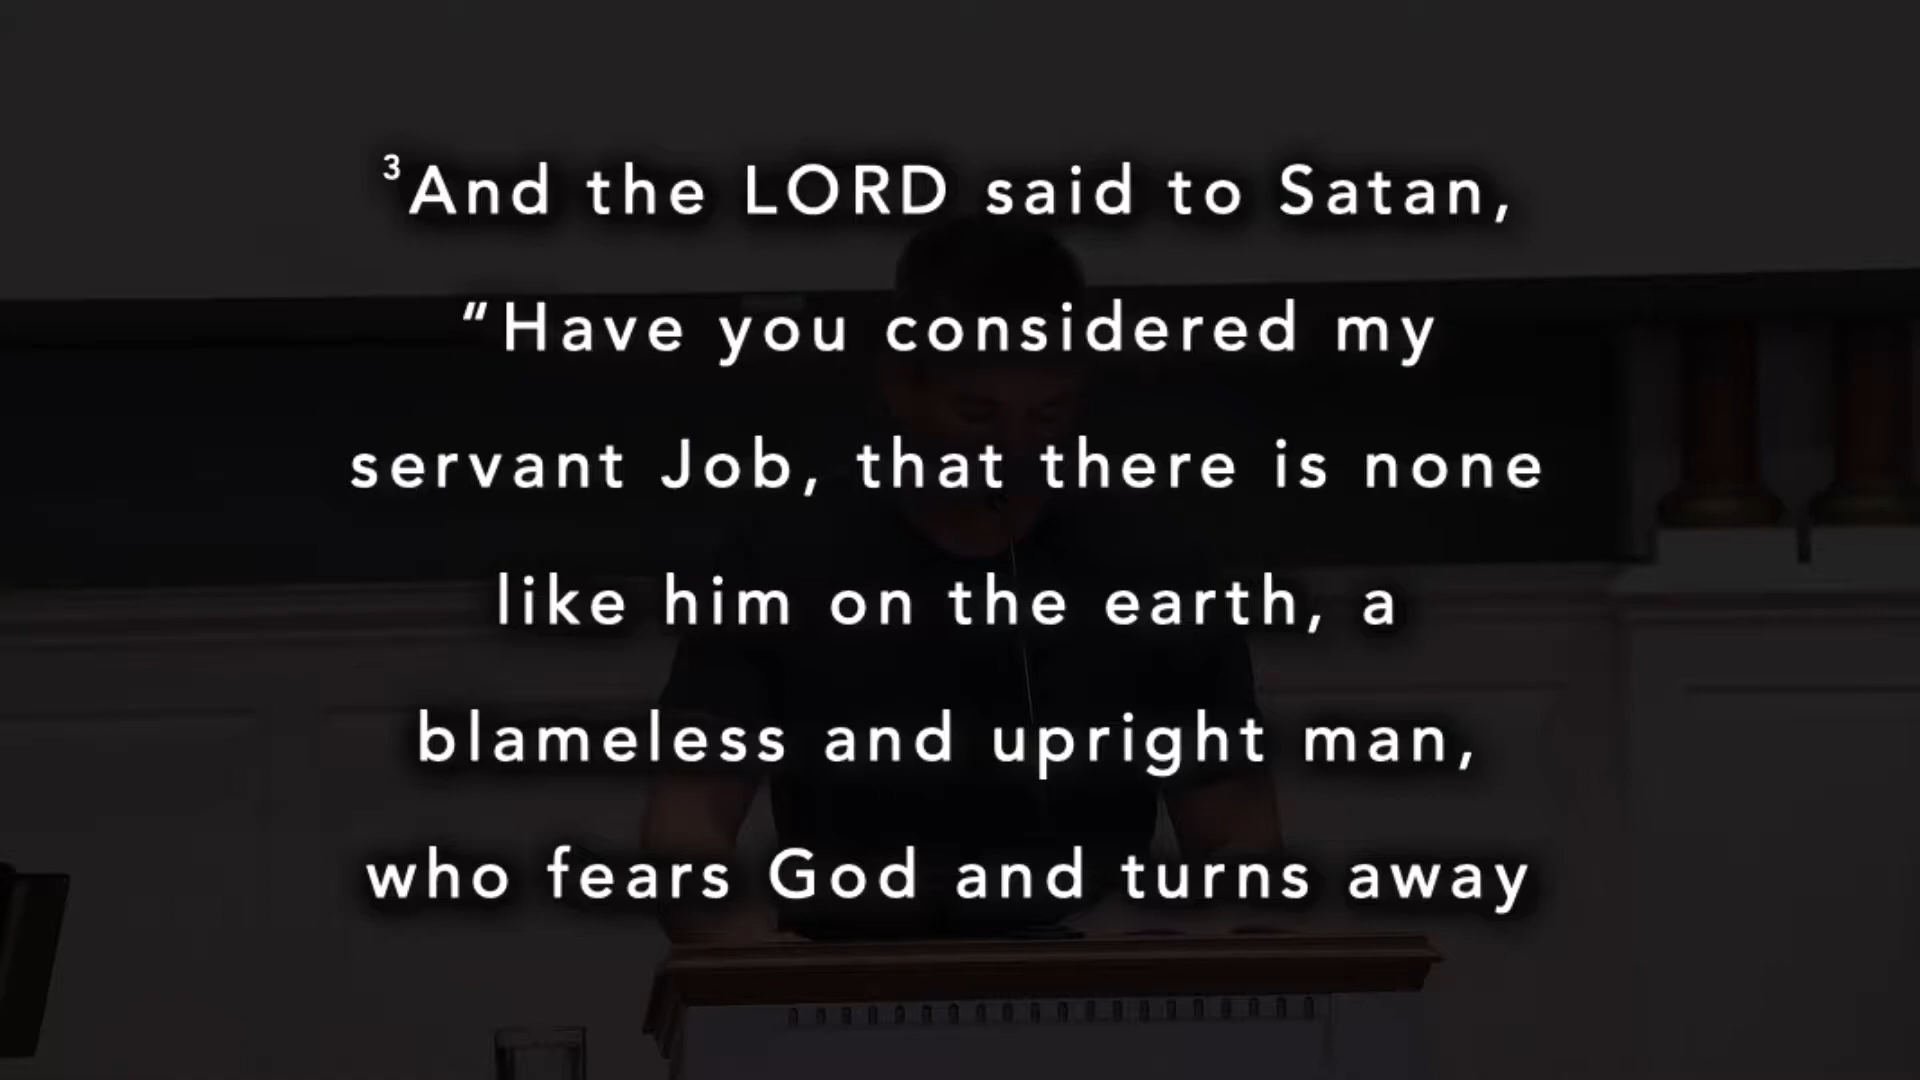 ³And the LORD said to Satan,
“Have you considered my
servant Job, that there is none
like him on the earth, a
blameless and upright man,
who fears God and turns away